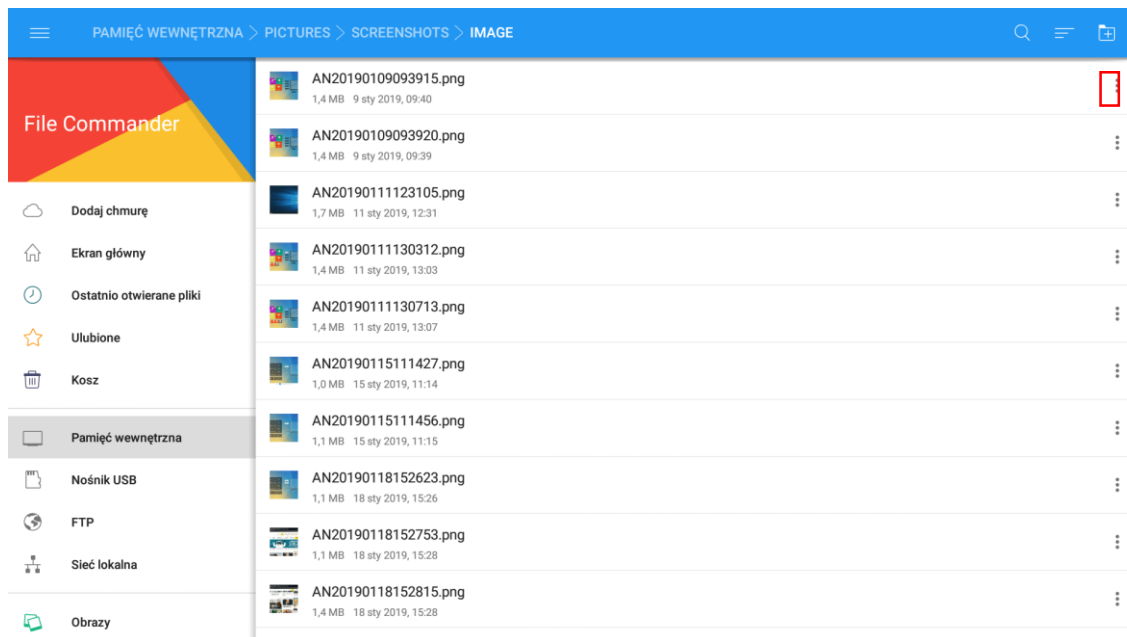 PAMIĘĆ WEWNĘTRZNA > PICTURES > SCREENSHOTS > IMAGE
File Commander
Dodaj chmurę
Ekran główny
Ostatnio otwierane pliki
Ulubione
Kosz
Pamięć wewnętrzna
Nośnik USB
FTP
Sieć lokalna
Obrazy
AN20190109093915.png
1,4 MB 9 sty 2019, 09:40
AN20190109093920.png
1,4 MB 9 sty 2019, 09:39
AN20190111123105.png
1,7 MB 11 sty 2019, 12:31
AN20190111130312.png
1,4 MB 11 sty 2019, 13:03
AN20190111130713.png
1,4 MB 11 sty 2019, 13:07
AN20190115111427.png
1,0 MB 15 sty 2019, 11:14
AN20190115111456.png
1,1 MB 15 sty 2019, 11:15
AN20190118152623.png
1,1 MB 18 sty 2019, 15:26
AN20190118152753.png
1,1 MB 18 sty 2019, 15:28
AN20190118152815.png
1,4 MB 18 sty 2019, 15:28